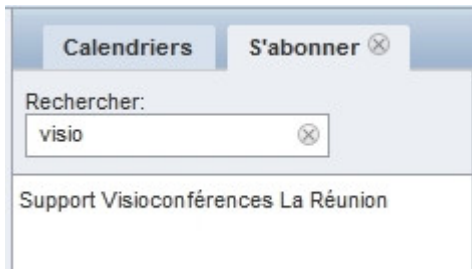 Calendriers S'abonner
Rechercher:
visio
Support Visioconférences La Réunion